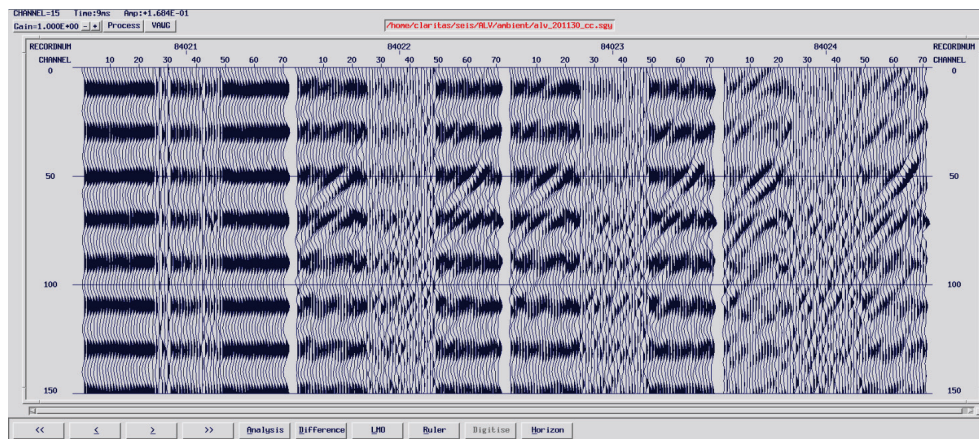 CHANNEL=15 Time:9ms Amp:+1.684E-01
Gain=1.000E+00 - + Process VAWG
/home/claritas/seis/ALV/ambient/alv_201130_cc.sgy
RECORDNUM 84021 84022 84023 84024 RECORDNUM
CHANNEL 10 20 30 40 50 60 70 10 20 30 40 50 60 70 10 20 30 40 50 60 70 10 20 30 40 50 60 70 CHANNEL
0 0
50 50
100 100
150 150
<< < > >> Analysis Difference LMO Ruler Digitise Horizon